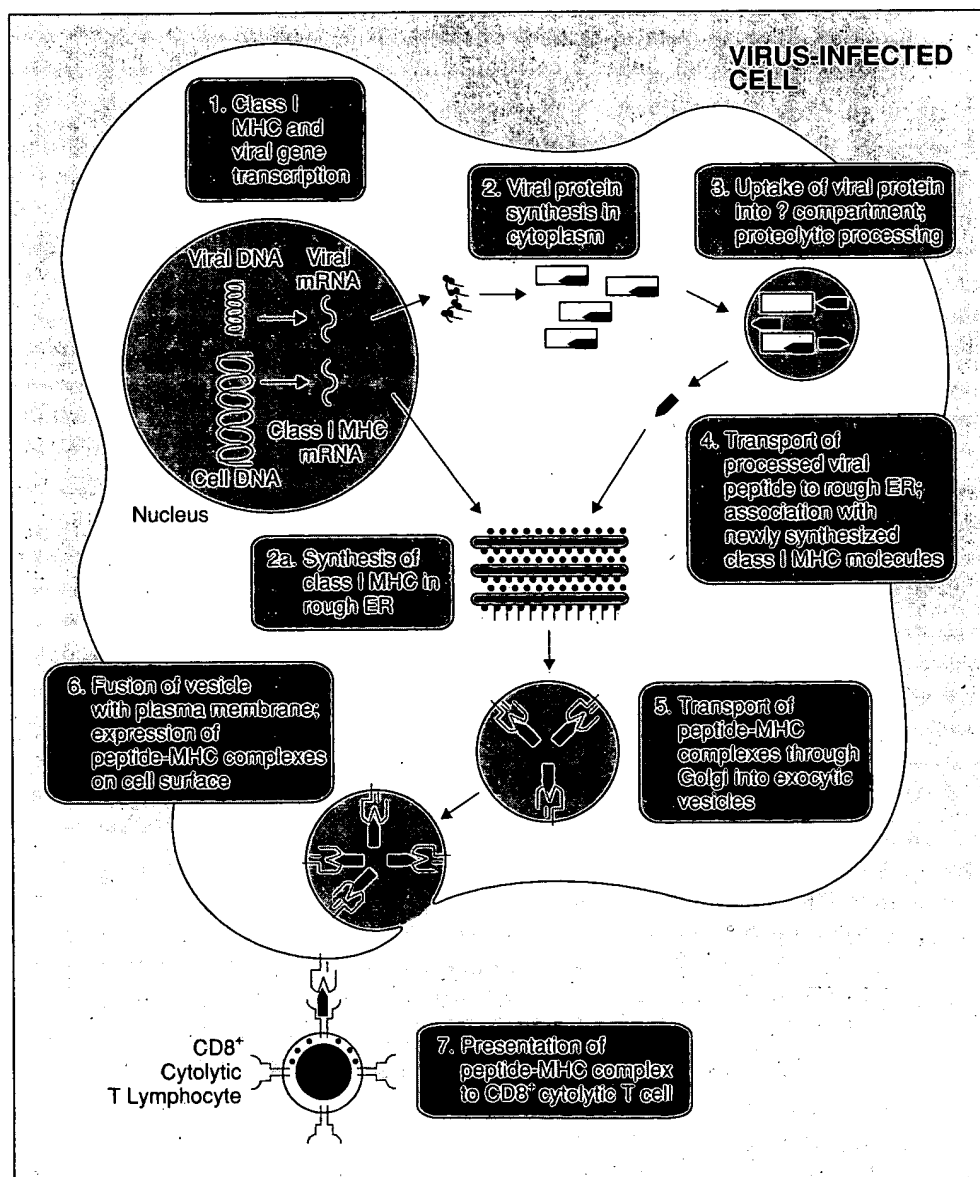 VIRUS-INFECTED
CELL
1. Class I
MHC and
viral gene
transcription
2. Viral protein
synthesis in
cytoplasm
3. Uptake of viral protein
into ? compartment;
proteolytic processing
Viral DNA
Viral
mRNA
Class I MHC
mRNA
Cell DNA
Nucleus
4. Transport of
processed viral
peptide to rough ER;
association with
newly synthesized
class I MHC molecules
2a. Synthesis of
class I MHC in
rough ER
6. Fusion of vesicle
with plasma membrane;
expression of
peptide-MHC complexes
on cell surface
5. Transport of
peptide-MHC
complexes through
Golgi into exocytic
vesicles
CD8⁺
Cytolytic
T Lymphocyte
7. Presentation of
peptide-MHC complex
to CD8⁺ cytolytic T cell